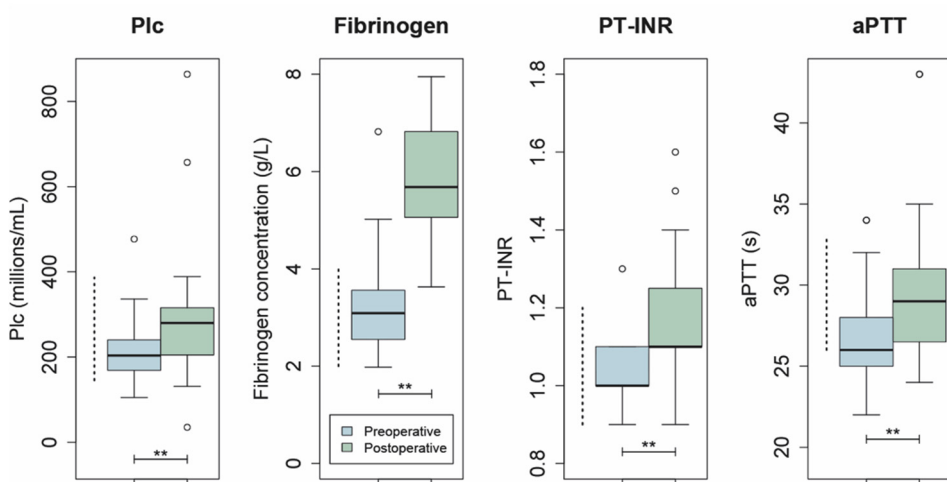 Plc
Fibrinogen
PT-INR
aPTT
Plc (millions/mL)
800
600
400
200
0
**
Fibrinogen concentration (g/L)
8
6
4
2
0
**
Preoperative
Postoperative
PT-INR
1.8
1.6
1.4
1.2
1.0
0.8
**
aPTT (s)
40
35
30
25
20
**